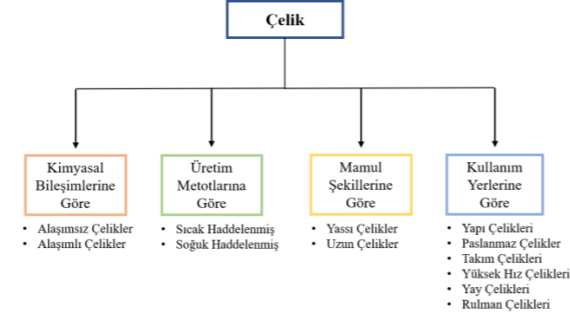 Çelik
Kimyasal
Bileşimlerine
Göre
• Alaşımsız Çelikler
• Alaşımlı Çelikler
Üretim
Metotlarına
Göre
• Sıcak Haddelenmiş
• Soğuk Haddelenmiş
Mamul
Şekillerine
Göre
• Yassı Çelikler
• Uzun Çelikler
Kullanım
Yerlerine
Göre
• Yapı Çelikleri
• Paslanmaz Çelikler
• Takım Çelikleri
• Yüksek Hız Çelikleri
• Yay Çelikleri
• Rulman Çelikleri